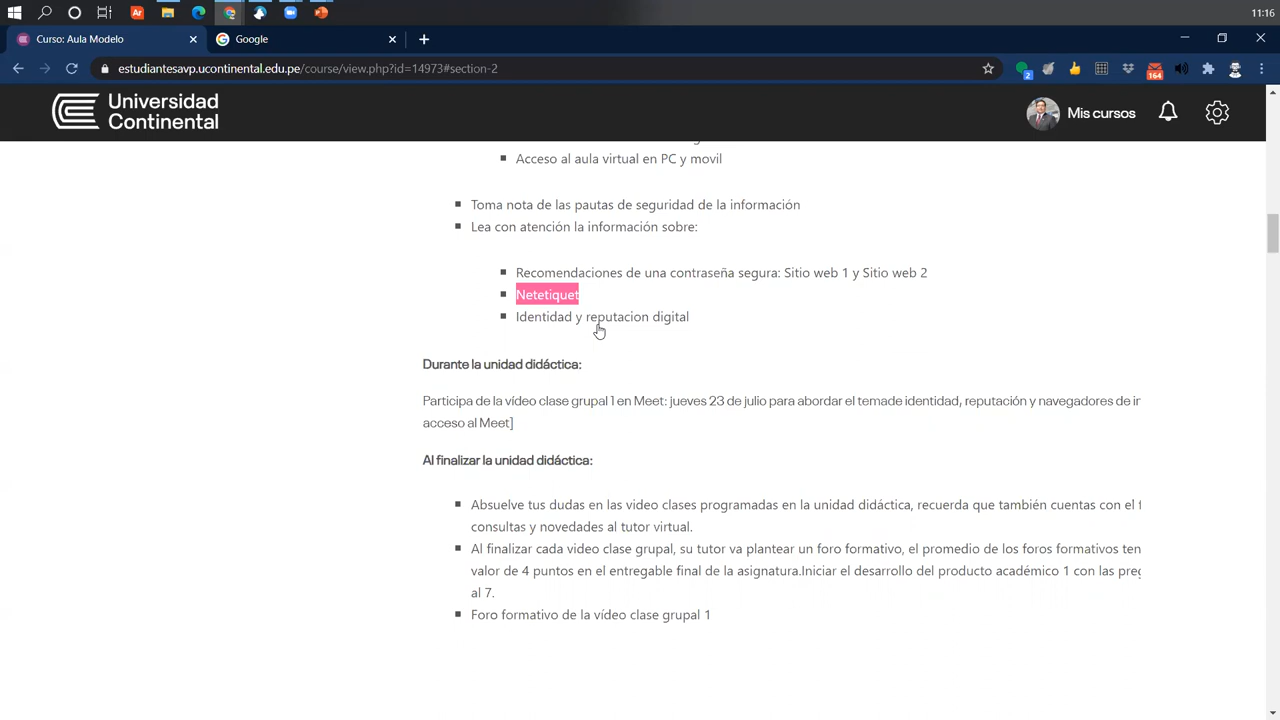 11:16
Curso: Aula Modelo
Google
estudiantesavp.ucontinental.edu.pe/course/view.php?id=14973#section-2
2
164
Universidad
Continental
Mis cursos
Acceso al aula virtual en PC y movil
Toma nota de las pautas de seguridad de la información
Lea con atención la información sobre:
Recomendaciones de una contraseña segura: Sitio web 1 y Sitio web 2
Netetiquet
Identidad y reputacion digital
Durante la unidad didáctica:
Participa de la vídeo clase grupal 1 en Meet: jueves 23 de julio para abordar el temade identidad, reputación y navegadores de
acceso al Meet]
Al finalizar la unidad didáctica:
Absuelve tus dudas en las video clases programadas en la unidad didáctica, recuerda que también cuentas con el
consultas y novedades al tutor virtual.
Al finalizar cada video clase grupal, su tutor va plantear un foro formativo, el promedio de los foros formativos ten
valor de 4 puntos en el entregable final de la asignatura.Iniciar el desarrollo del producto académico 1 con las
al 7.
Foro formativo de la vídeo clase grupal 1